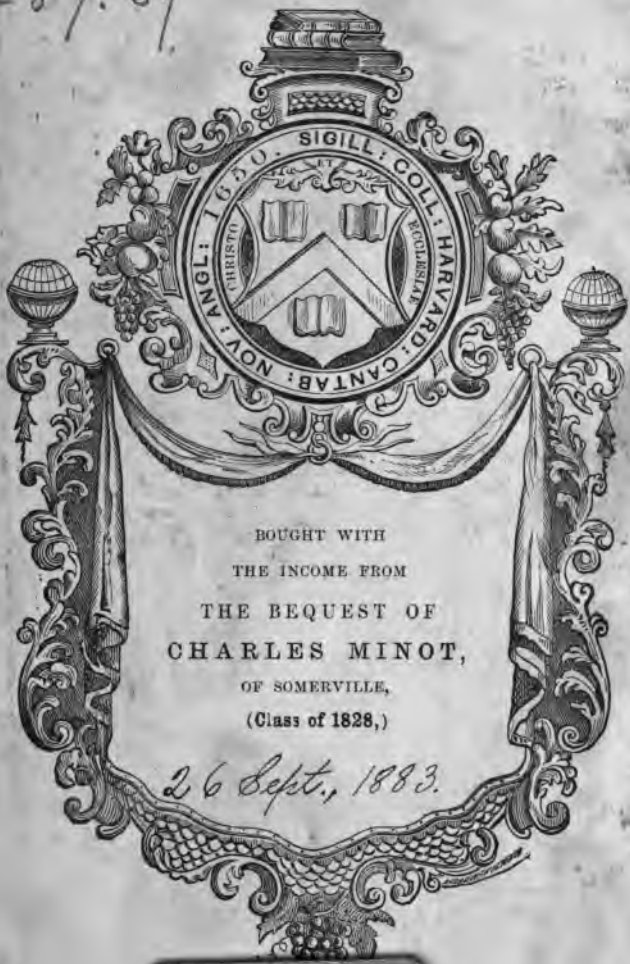 SIGILL: COLL: HARVARD: CANTAB: NOV: ANGL: 1650.
ET
CHRISTO
ECCLESIAE
BOUGHT WITH
THE INCOME FROM
THE BEQUEST OF
CHARLES MINOT,
OF SOMERVILLE,
(Class of 1828,)
26 Sept., 1883.